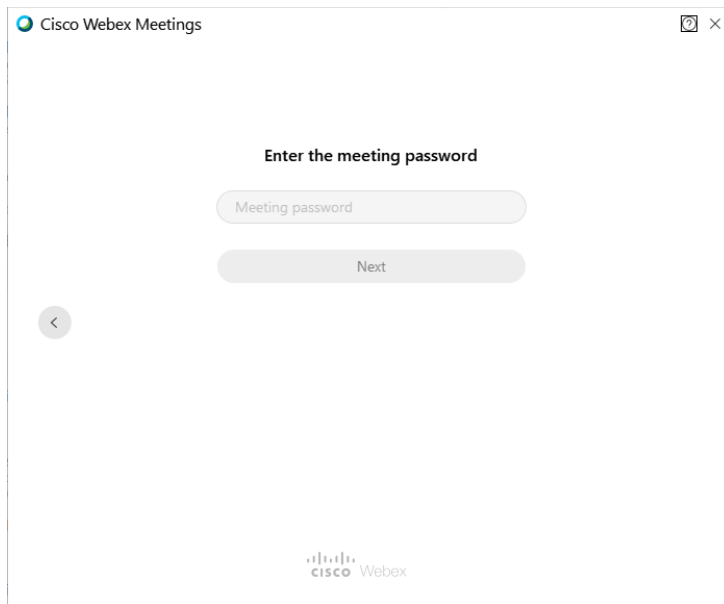 Cisco Webex Meetings
Enter the meeting password
Meeting password
Next
CISCO Webex